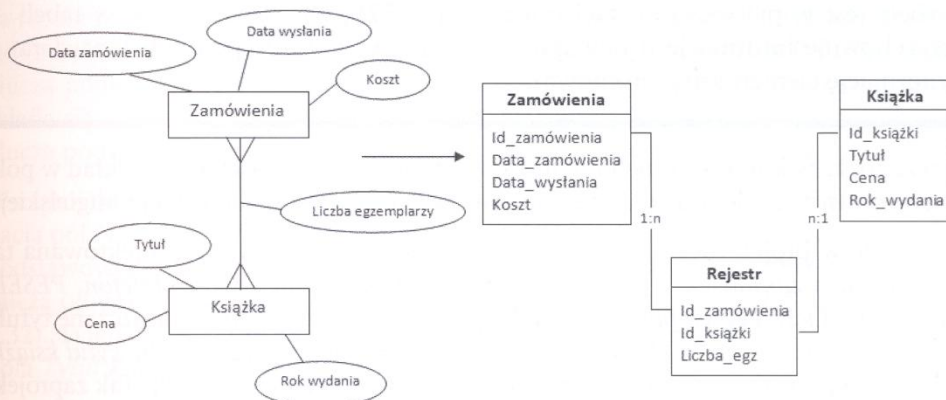 Data zamówienia
Data wysłania
Koszt
Zamówienia
Liczba egzemplarzy
Tytuł
Książka
Cena
Rok wydania
Zamówienia
Id_zamówienia
Data_zamówienia
Data_wysłania
Koszt
1:n
Książka
Id_książki
Tytuł
Cena
Rok_wydania
n:1
Rejestr
Id_zamówienia
Id_książki
Liczba_egz